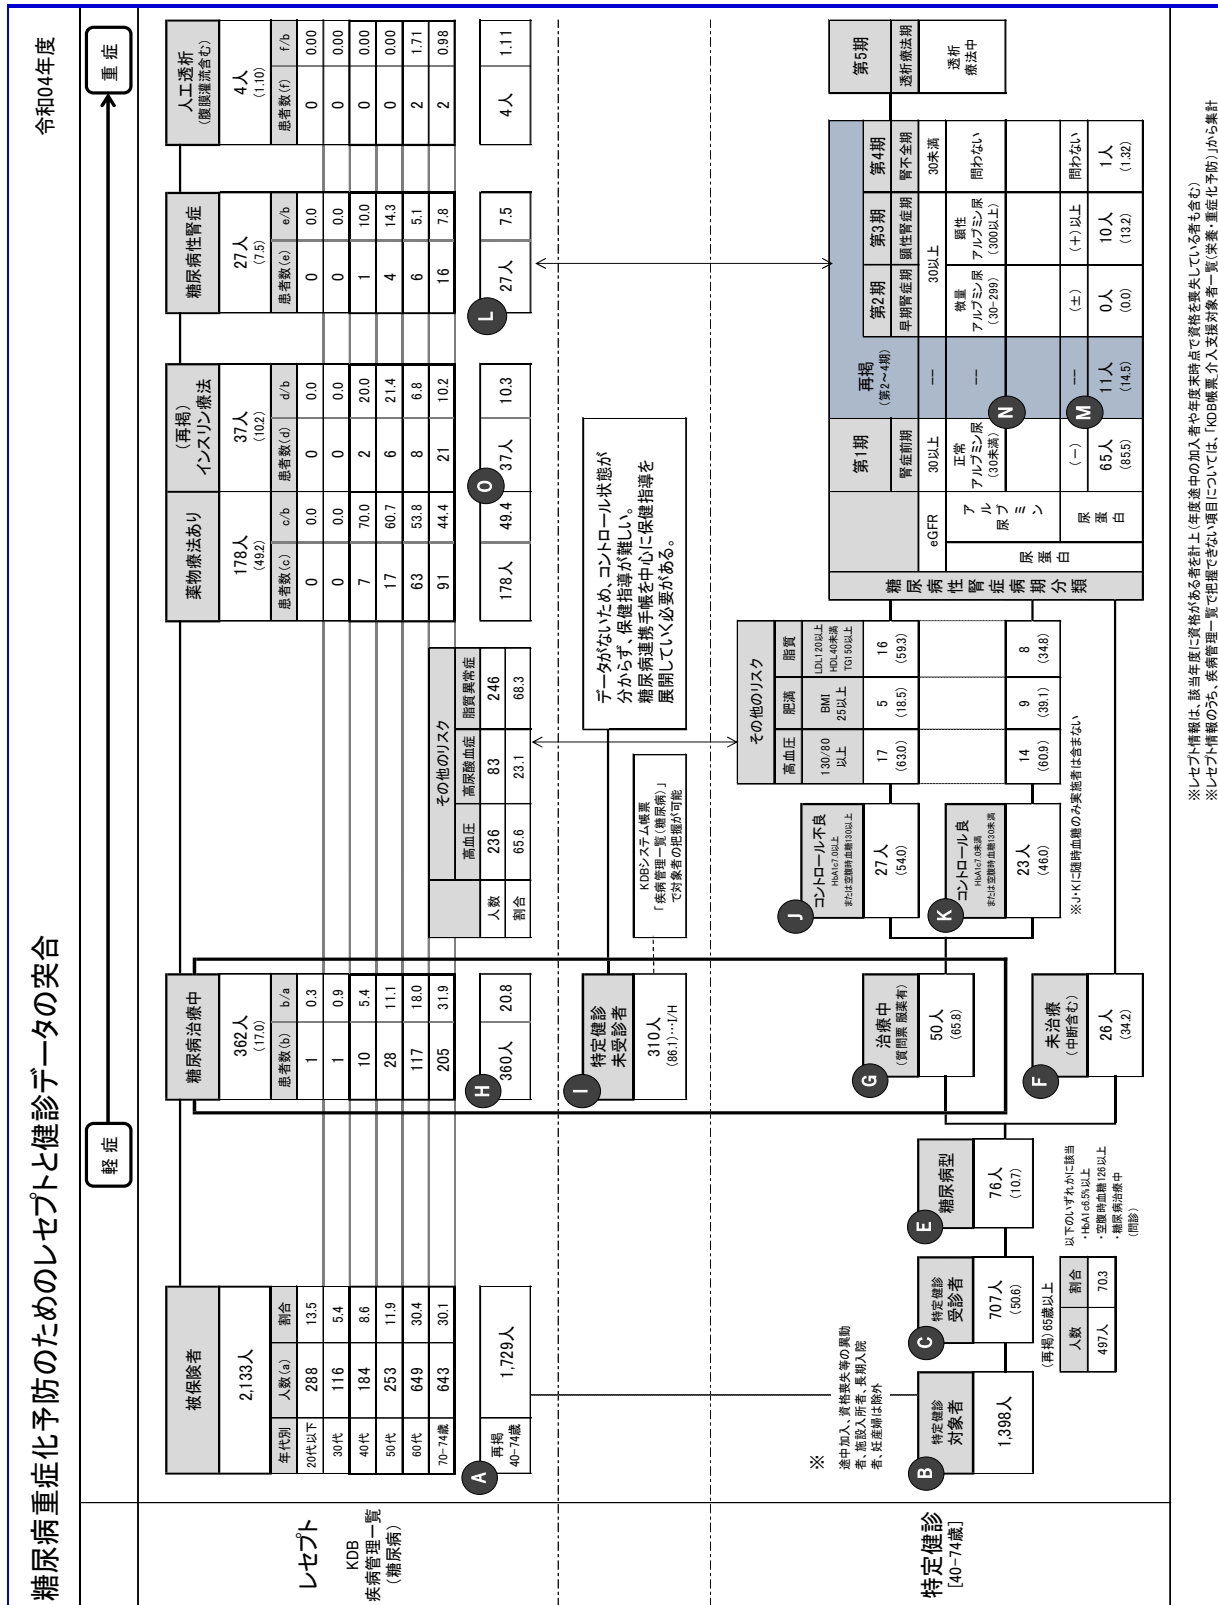 糖尿病重症化予防のためのレセプトと健診データの突合
令和04年度
軽症
重症
レセプト
KDB
疾病管理一覧
（糖尿病）
被保険者
2,133人
年代別 人数(a) 割合
20代以下 288 13.5
30代 116 5.4
40代 184 8.6
50代 253 11.9
60代 649 30.4
70-74歳 643 30.1
A
再掲
40-74歳
1,729人
糖尿病治療中
362人
(17.0)
患者数(b) b/a
1 0.3
1 0.9
10 5.4
28 11.1
117 18.0
205 31.9
H
360人 20.8
その他のリスク
高血圧 高尿酸血症 脂質異常症
人数 236 83 246
割合 65.6 23.1 68.3
薬物療法あり
178人
(49.2)
患者数(c) c/b
0 0.0
0 0.0
7 70.0
17 60.7
63 53.8
91 44.4
178人 49.4
（再掲）
インスリン療法
37人
(10.2)
患者数(d) d/b
0 0.0
0 0.0
2 20.0
6 21.4
8 6.8
21 10.2
O
37人 10.3
糖尿病性腎症
27人
(7.5)
患者数(e) e/b
0 0.0
0 0.0
1 10.0
4 14.3
6 5.1
16 7.8
L
27人 7.5
人工透析
(腹膜灌流含む)
4人
(1.10)
患者数(f) f/b
0 0.00
0 0.00
0 0.00
0 0.00
2 1.71
2 0.98
4人 1.11
I
特定健診
未受診者
310人
(86.1)…I/H
KDBシステム帳票
「疾病管理一覧(糖尿病)」
で対象者の把握が可能
データがないため、コントロール状態が
分からず、保健指導が難しい。
糖尿病連携手帳を中心に保健指導を
展開していく必要がある。
特定健診
[40-74歳]
※
途中加入、資格喪失等の異動
者、施設入所者、長期入院
者、妊産婦は除外
B
特定健診
対象者
1,398人
C
特定健診
受診者
707人
(50.6)
(再掲)65歳以上
人数 割合
497人 70.3
E
糖尿病型
76人
(10.7)
以下のいずれかに該当
・HbA1c6.5%以上
・空腹時血糖126以上
・糖尿病治療中
(問診)
G
治療中
(質問票 服薬有)
50人
(65.8)
F
未治療
(中断含む)
26人
(34.2)
J
コントロール不良
HbA1c7.0以上
または空腹時血糖130以上
27人
(54.0)
K
コントロール良
HbA1c7.0未満
または空腹時血糖130未満
23人
(46.0)
※J・Kに随時血糖のみ実施者は含まない
その他のリスク
高血圧 肥満 脂質
130/80
以上
BMI
25以上
LDL120以上
HDL40未満
TG150以上
17
(63.0)
5
(18.5)
16
(59.3)
14
(60.9)
9
(39.1)
8
(34.8)
糖尿病性腎症病期分類
eGFR
尿蛋白
尿アルブミン
尿蛋白
第1期
腎症前期
30以上
正常
アルブミン尿
(30未満)
(－)
65人
(85.5)
再掲
(第2～4期)
--
--
N
--
M
11人
(14.5)
第2期
早期腎症期
30以上
微量
アルブミン尿
(30-299)
(±)
0人
(0.0)
第3期
顕性腎症期
顕性
アルブミン尿
(300以上)
(+)以上
10人
(13.2)
第4期
腎不全期
30未満
問わない
問わない
1人
(1.32)
第5期
透析療法期
透析
療法中
※レセプト情報は、該当年度に資格がある者を計上(年度途中の加入者や年度末時点で資格を喪失している者も含む)
※レセプト情報のうち、疾病管理一覧で把握できない項目については、「KDB帳票_介入支援対象者一覧(栄養・重症化予防)」から集計